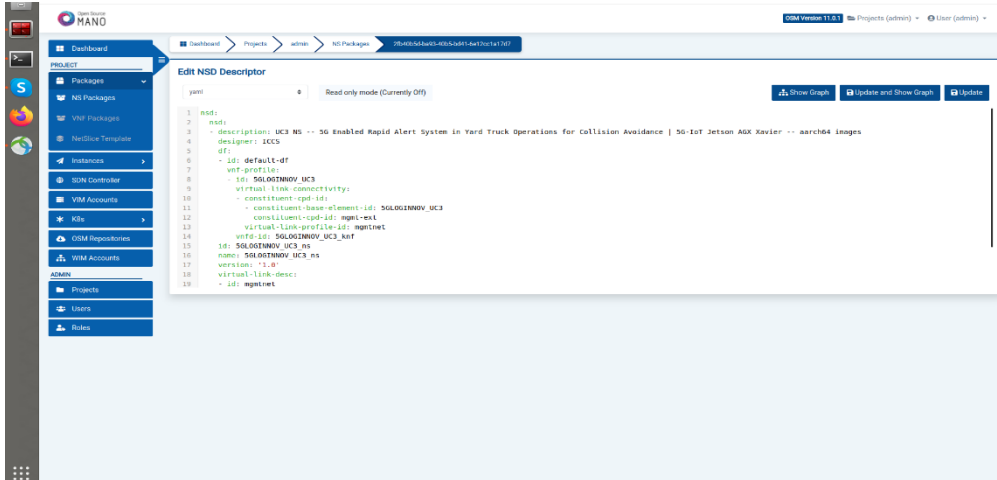 Open Source
MANO
OSM Version 11.0.1 Projects (admin) User (admin)
Dashboard
PROJECT
Packages
NS Packages
VNF Packages
NetSlice Template
Instances
SDN Controller
VIM Accounts
K8s
OSM Repositories
WIM Accounts
ADMIN
Projects
Users
Roles
Dashboard Projects admin NS Packages 2fb40b5d-ba93-40b5-bd41-6e12cc1a17d7
Edit NSD Descriptor
yaml Read only mode (Currently Off) Show Graph Update and Show Graph Update
1 nsd:
2 nsd:
3 - description: UC3 NS -- 5G Enabled Rapid Alert System in Yard Truck Operations for Collision Avoidance | 5G-IoT Jetson AGX Xavier -- aarch64 images
4 designer: ICCS
5 df:
6 - id: default-df
7 vnf-profile:
8 - id: 5GLOGINNOV_UC3
9 virtual-link-connectivity:
10 - constituent-cpd-id:
11 - constituent-base-element-id: 5GLOGINNOV_UC3
12 constituent-cpd-id: mgmt-ext
13 virtual-link-profile-id: mgmtnet
14 vnfd-id: 5GLOGINNOV_UC3_knf
15 id: 5GLOGINNOV_UC3_ns
16 name: 5GLOGINNOV_UC3_ns
17 version: '1.0'
18 virtual-link-desc:
19 - id: mgmtnet